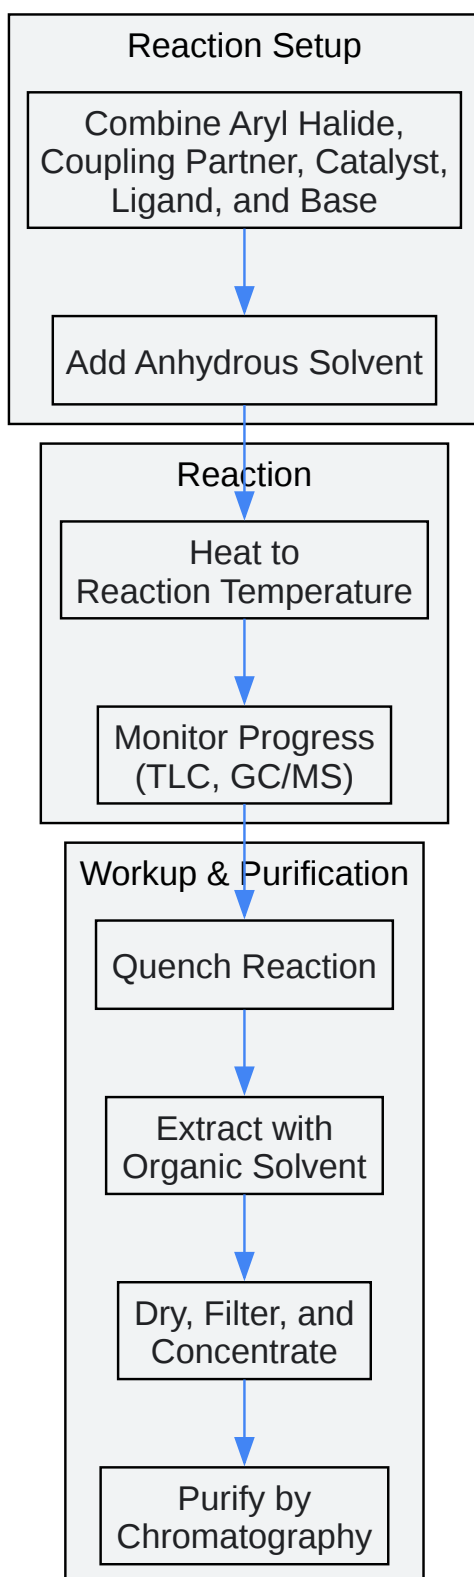 Reaction Setup
Combine Aryl Halide,
Coupling Partner, Catalyst,
Ligand, and Base
Add Anhydrous Solvent
Reaction
Heat to
Reaction Temperature
Monitor Progress
(TLC, GC/MS)
Workup & Purification
Quench Reaction
Extract with
Organic Solvent
Dry, Filter, and
Concentrate
Purify by
Chromatography